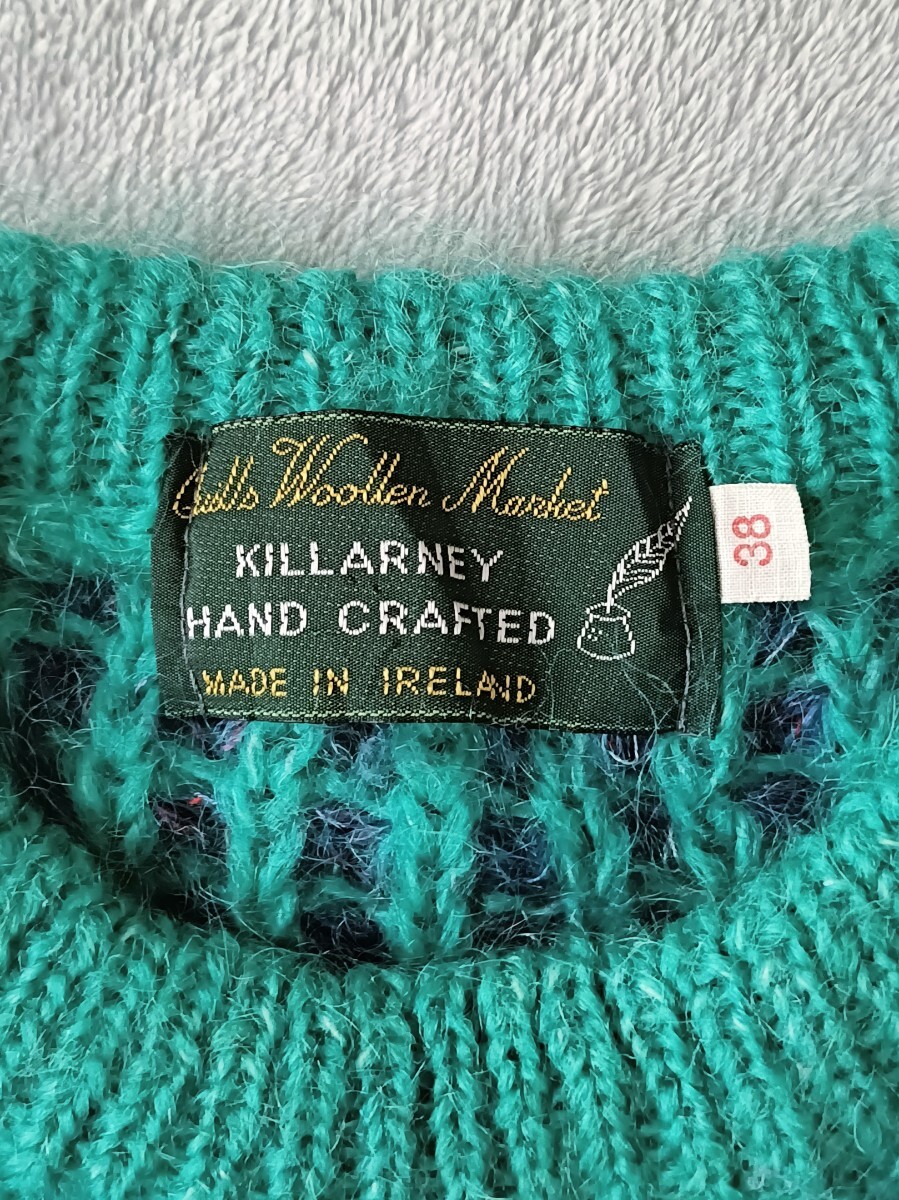 Quills Woollen Market
KILLARNEY
HAND CRAFTED
MADE IN IRELAND
38